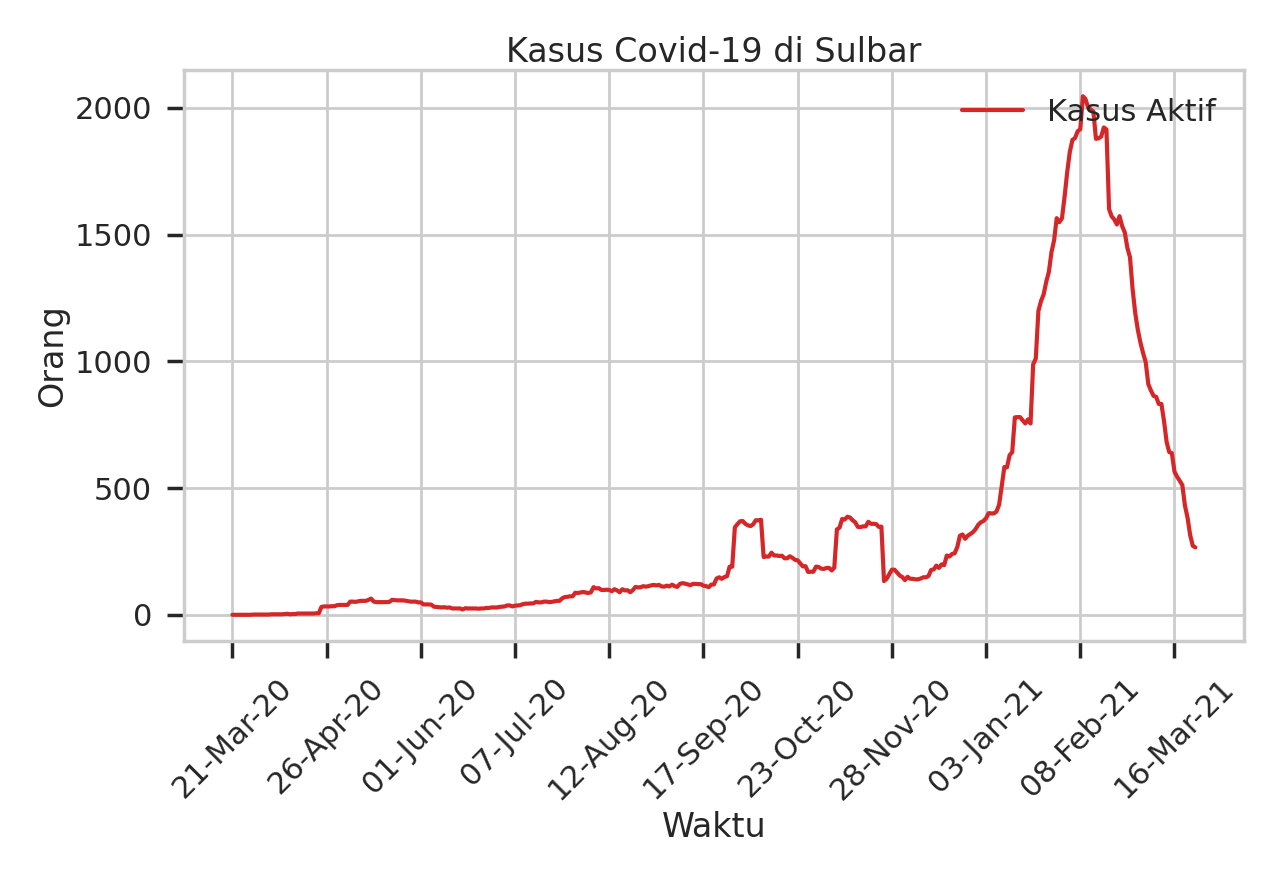 Kasus Covid-19 di Sulbar
Kasus Aktif
2000
1500
1000
500
0
Orang
21-Mar-20
26-Apr-20
01-Jun-20
07-Jul-20
12-Aug-20
17-Sep-20
23-Oct-20
28-Nov-20
03-Jan-21
08-Feb-21
16-Mar-21
Waktu